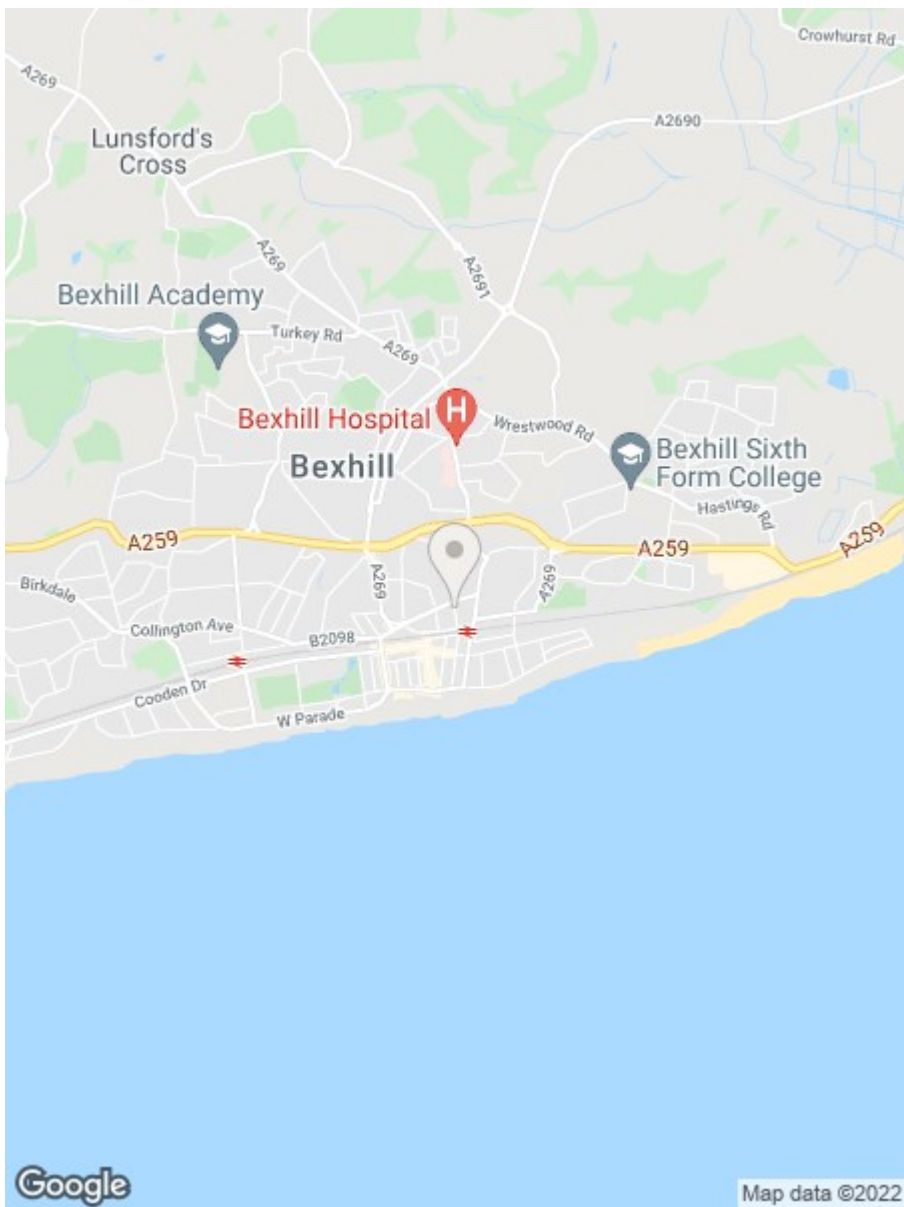 Crowhurst Rd
A269
A2690
Lunsford's
Cross
A269
A2691
Bexhill Academy
Turkey Rd
A269
Bexhill Hospital
H
Wrestwood Rd
Bexhill
Bexhill Sixth
Form College
Hastings Rd
A259
A259
A259
Birkdale
A269
A269
Collington Ave
B2098
Cooden Dr
W Parade
Google
Map data ©2022